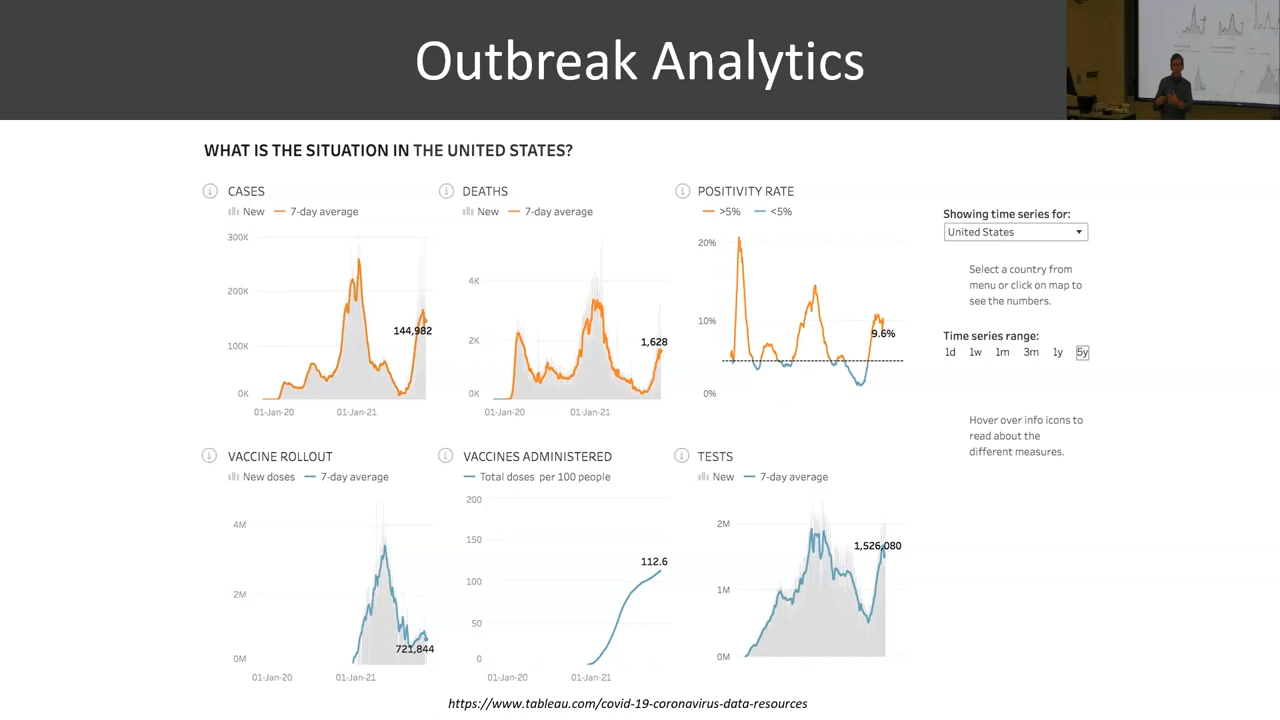 Outbreak Analytics
WHAT IS THE SITUATION IN THE UNITED STATES?
CASES
New 7-day average
300K
200K
100K
0K
144,982
01-Jan-20 01-Jan-21
DEATHS
New 7-day average
4K
2K
0K
1,628
01-Jan-20 01-Jan-21
POSITIVITY RATE
>5% <5%
20%
10%
0%
9.6%
Showing time series for:
United States
Select a country from
menu or click on map to
see the numbers.
Time series range:
1d 1w 1m 3m 1y 5y
Hover over info icons to
read about the
different measures.
VACCINE ROLLOUT
New doses 7-day average
4M
2M
0M
721,844
01-Jan-20 01-Jan-21
VACCINES ADMINISTERED
Total doses per 100 people
200
150
100
50
0
112.6
01-Jan-20 01-Jan-21
TESTS
New 7-day average
2M
1M
0M
1,526,080
https://www.tableau.com/covid-19-coronavirus-data-resources